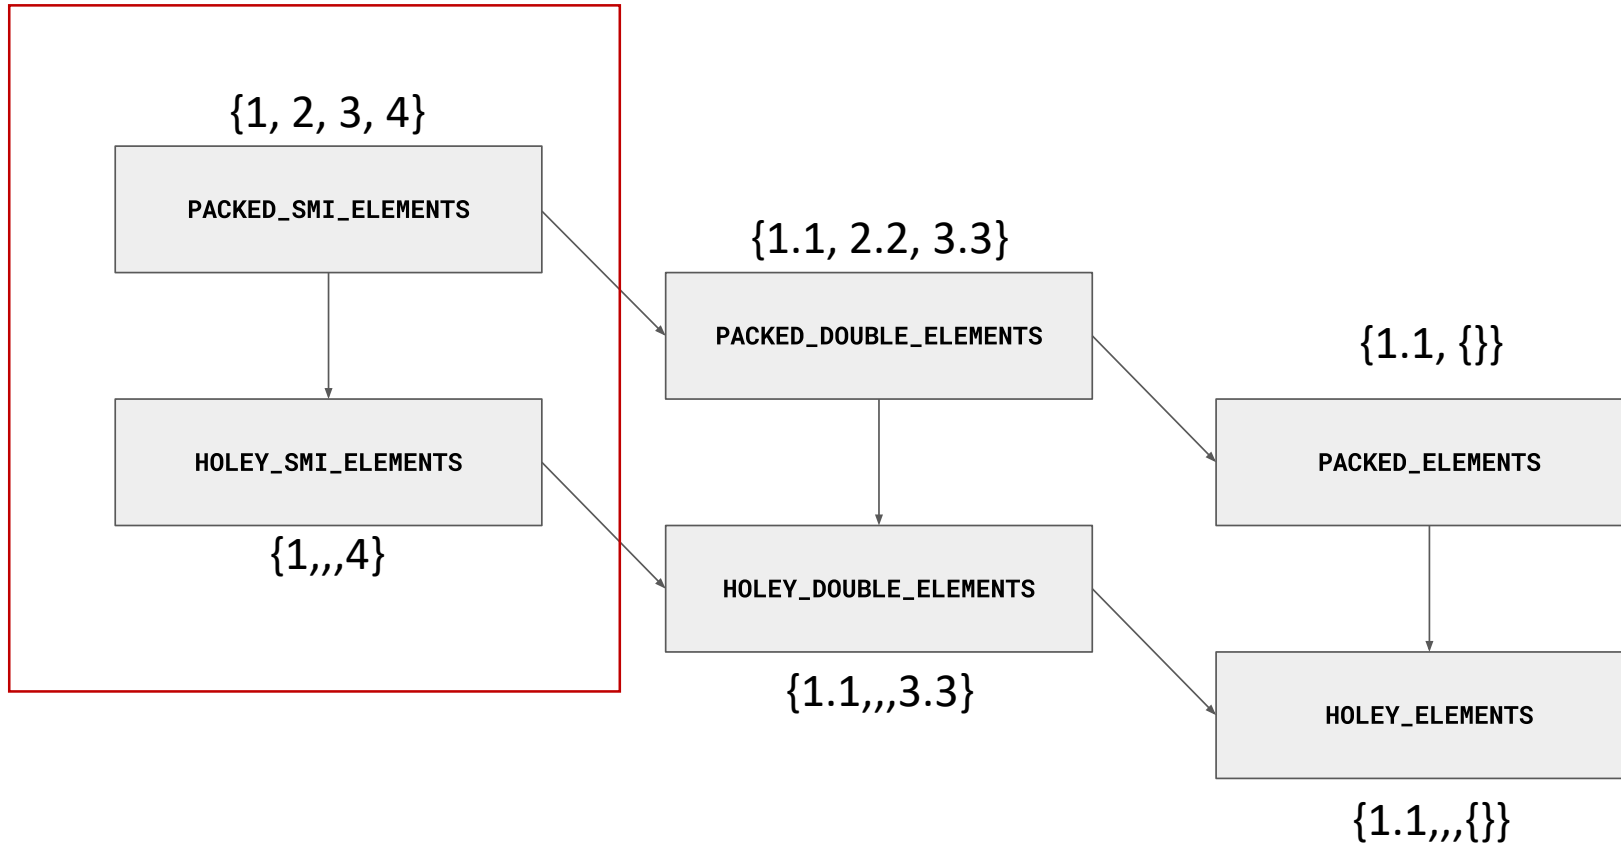 {1, 2, 3, 4}
PACKED_SMI_ELEMENTS
{1.1, 2.2, 3.3}
PACKED_DOUBLE_ELEMENTS
{1.1, {}}
HOLEY_SMI_ELEMENTS
PACKED_ELEMENTS
{1,,,4}
HOLEY_DOUBLE_ELEMENTS
{1.1,,,3.3}
HOLEY_ELEMENTS
{1.1,,,{}}